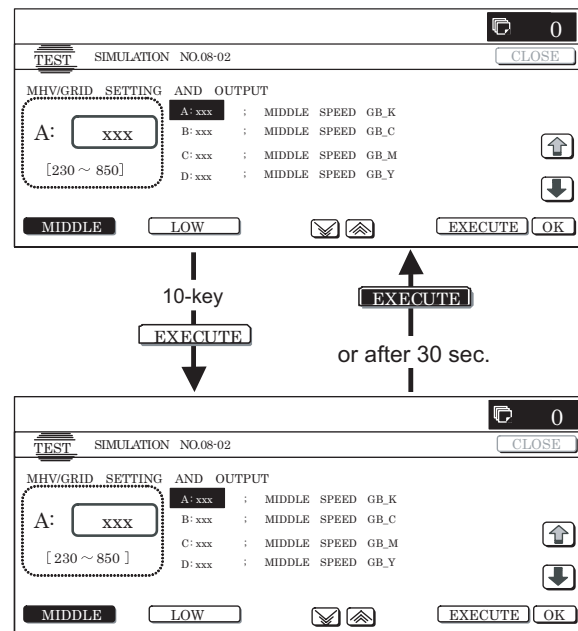 0
TEST SIMULATION NO.08-02 CLOSE
MHV/GRID SETTING AND OUTPUT
A: xxx
[230～850]
A: xxx ; MIDDLE SPEED GB_K
B: xxx ; MIDDLE SPEED GB_C
C: xxx ; MIDDLE SPEED GB_M
D: xxx ; MIDDLE SPEED GB_Y
MIDDLE LOW EXECUTE OK
10-key
EXECUTE
EXECUTE
or after 30 sec.
0
TEST SIMULATION NO.08-02 CLOSE
MHV/GRID SETTING AND OUTPUT
A: xxx
[230～850]
A: xxx ; MIDDLE SPEED GB_K
B: xxx ; MIDDLE SPEED GB_C
C: xxx ; MIDDLE SPEED GB_M
D: xxx ; MIDDLE SPEED GB_Y
MIDDLE LOW EXECUTE OK